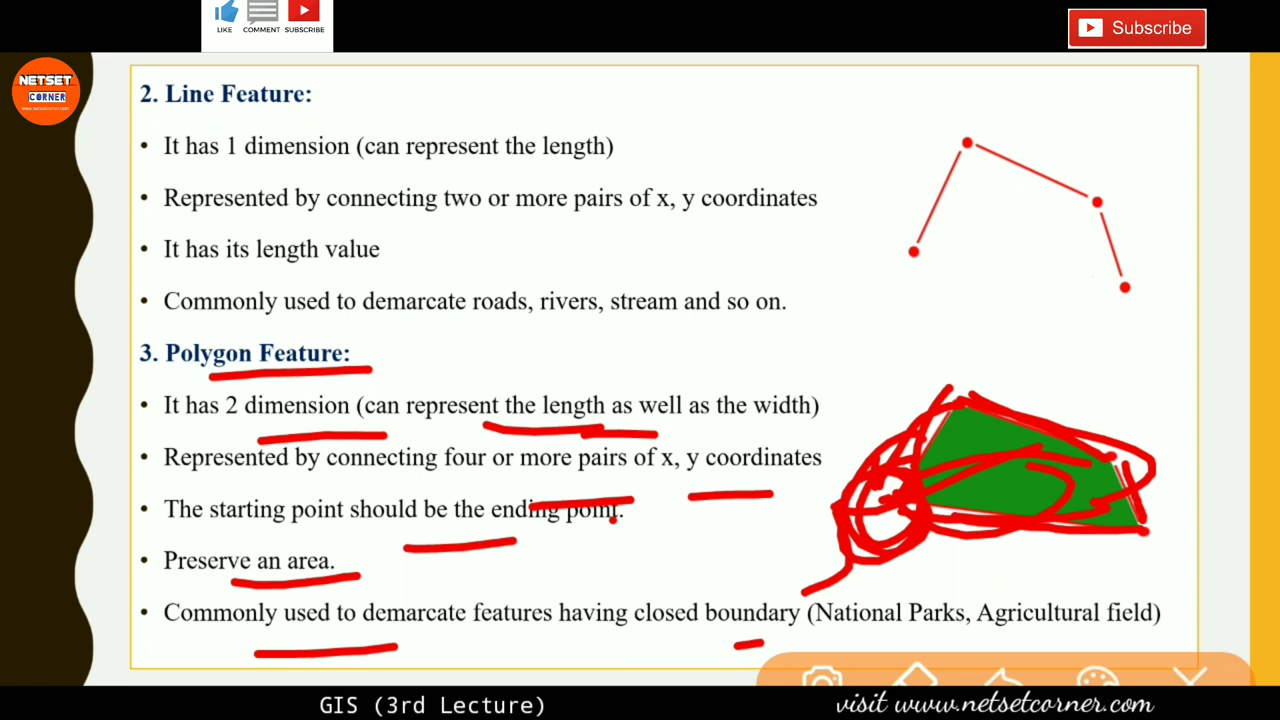 LIKE COMMENT SUBSCRIBE
Subscribe
NETSET
CORNER
www.netsetcorner.com
2. Line Feature:
• It has 1 dimension (can represent the length)
• Represented by connecting two or more pairs of x, y coordinates
• It has its length value
• Commonly used to demarcate roads, rivers, stream and so on.
3. Polygon Feature:
• It has 2 dimension (can represent the length as well as the width)
• Represented by connecting four or more pairs of x, y coordinates
• The starting point should be the ending point.
• Preserve an area.
• Commonly used to demarcate features having closed boundary (National Parks, Agricultural field)
GIS (3rd Lecture)
visit www.netsetcorner.com